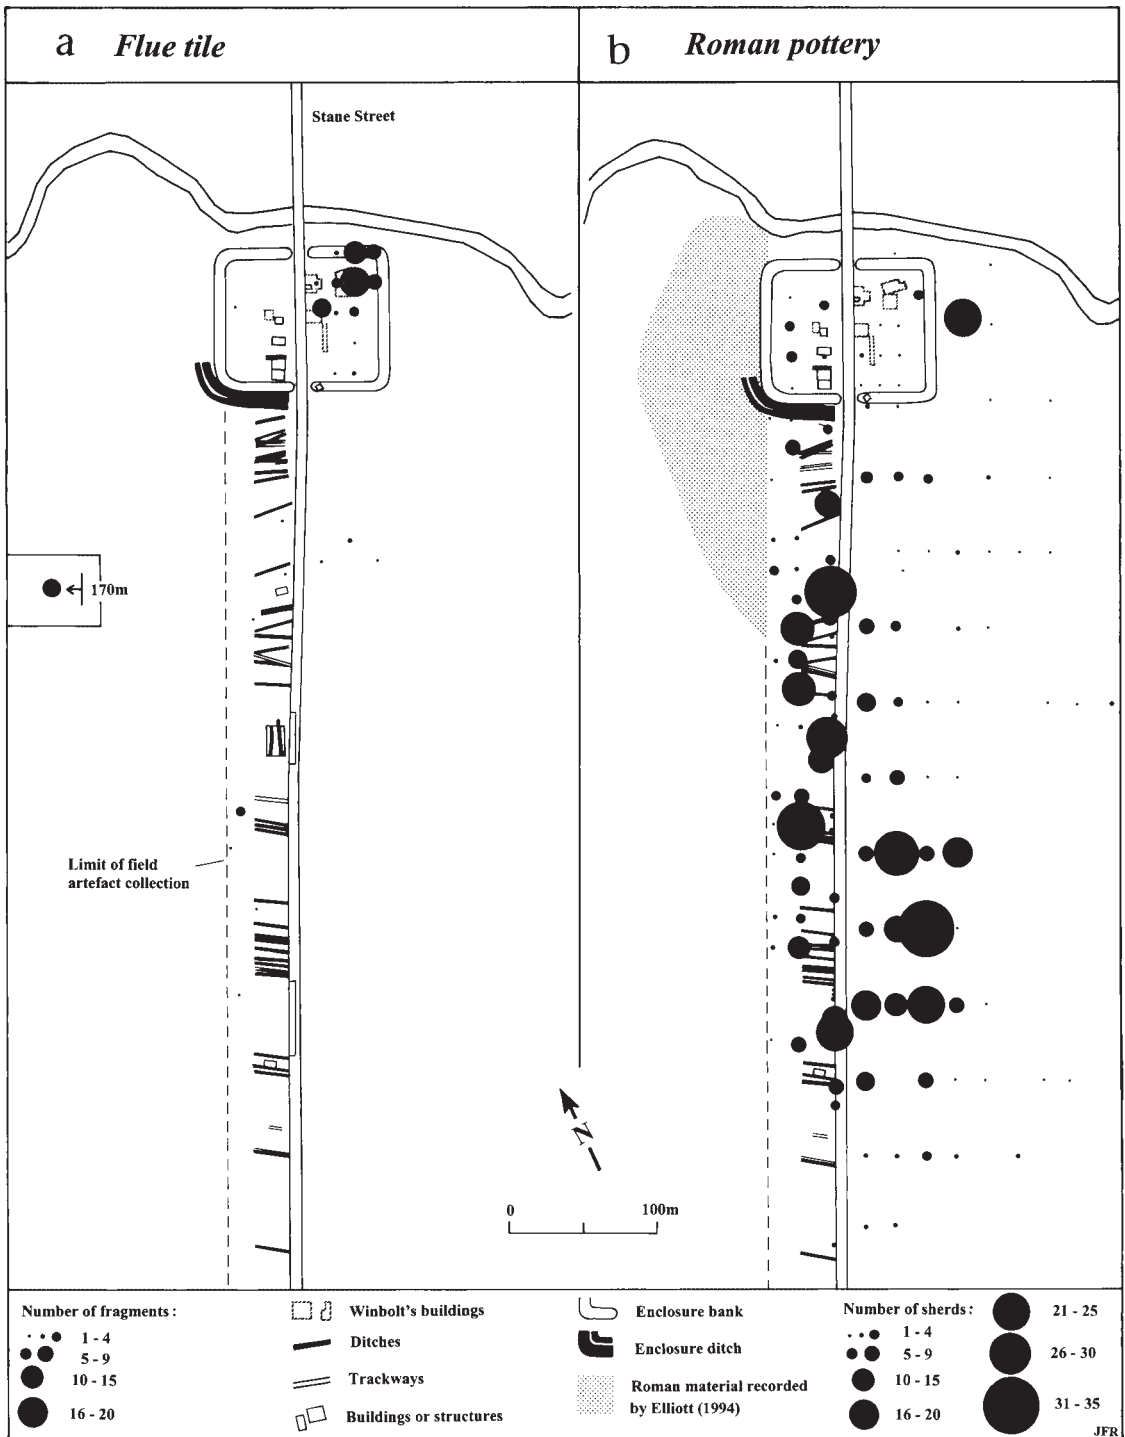 a Flue tile
b Roman pottery
Stane Street
170m
Limit of field
artefact collection
N
0 100m
Number of fragments :
1 - 4
5 - 9
10 - 15
16 - 20
Winbolt's buildings
Ditches
Trackways
Buildings or structures
Enclosure bank
Enclosure ditch
Roman material recorded
by Elliott (1994)
Number of sherds :
1 - 4
5 - 9
10 - 15
16 - 20
21 - 25
26 - 30
31 - 35
JFR